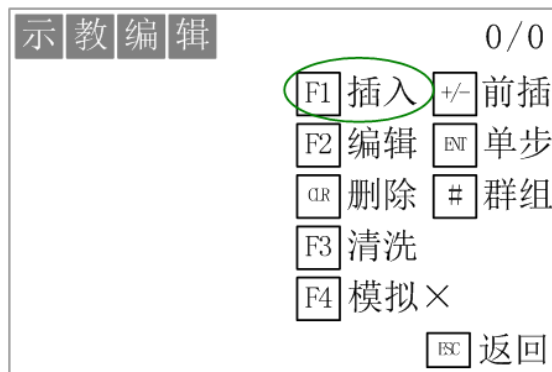 示教编辑 0/0
F1 插入 +/- 前插
F2 编辑 ENT 单步
CLR 删除 # 群组
F3 清洗
F4 模拟×
ESC 返回